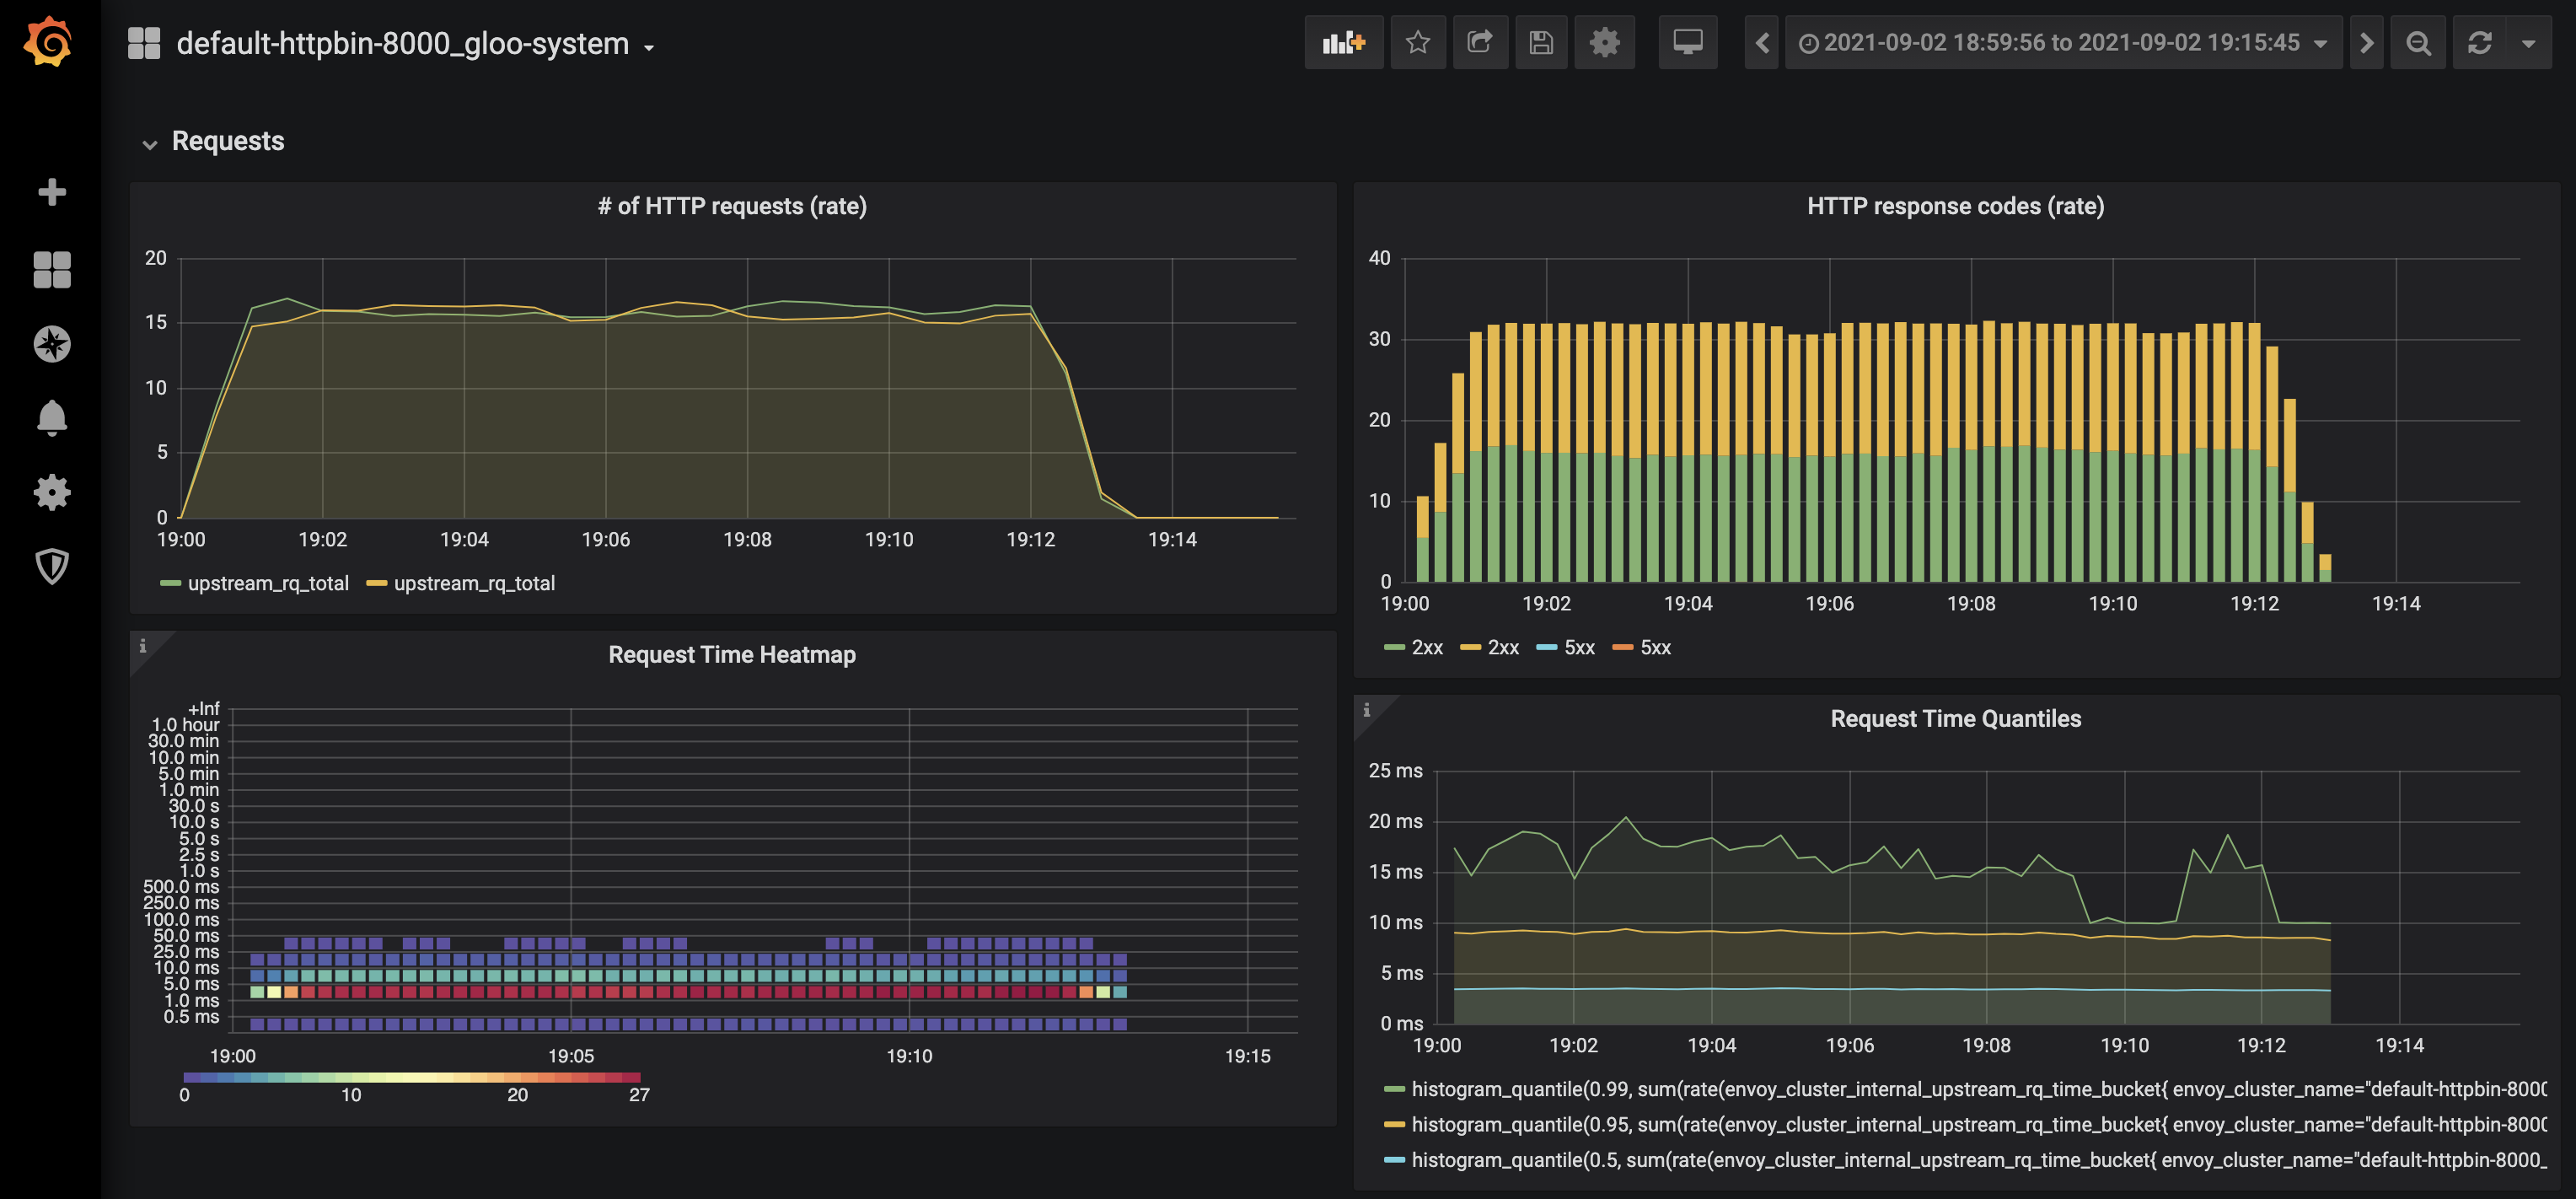 default-httpbin-8000_gloo-system
2021-09-02 18:59:56 to 2021-09-02 19:15:45
Requests
# of HTTP requests (rate)
20
15
10
5
0
19:00 19:02 19:04 19:06 19:08 19:10 19:12 19:14
upstream_rq_total upstream_rq_total
HTTP response codes (rate)
40
30
20
10
0
19:00 19:02 19:04 19:06 19:08 19:10 19:12 19:14
2xx 2xx 5xx 5xx
i
Request Time Heatmap
+Inf
1.0 hour
30.0 min
10.0 min
5.0 min
1.0 min
30.0 s
10.0 s
5.0 s
2.5 s
1.0 s
500.0 ms
250.0 ms
100.0 ms
50.0 ms
25.0 ms
10.0 ms
5.0 ms
1.0 ms
0.5 ms
19:00 19:05 19:10 19:15
0 10 20 27
i
Request Time Quantiles
25 ms
20 ms
15 ms
10 ms
5 ms
0 ms
19:00 19:02 19:04 19:06 19:08 19:10 19:12 19:14
histogram_quantile(0.99, sum(rate(envoy_cluster_internal_upstream_rq_time_bucket{ envoy_cluster_name="default-httpbin-800
histogram_quantile(0.95, sum(rate(envoy_cluster_internal_upstream_rq_time_bucket{ envoy_cluster_name="default-httpbin-800
histogram_quantile(0.5, sum(rate(envoy_cluster_internal_upstream_rq_time_bucket{ envoy_cluster_name="default-httpbin-8000_